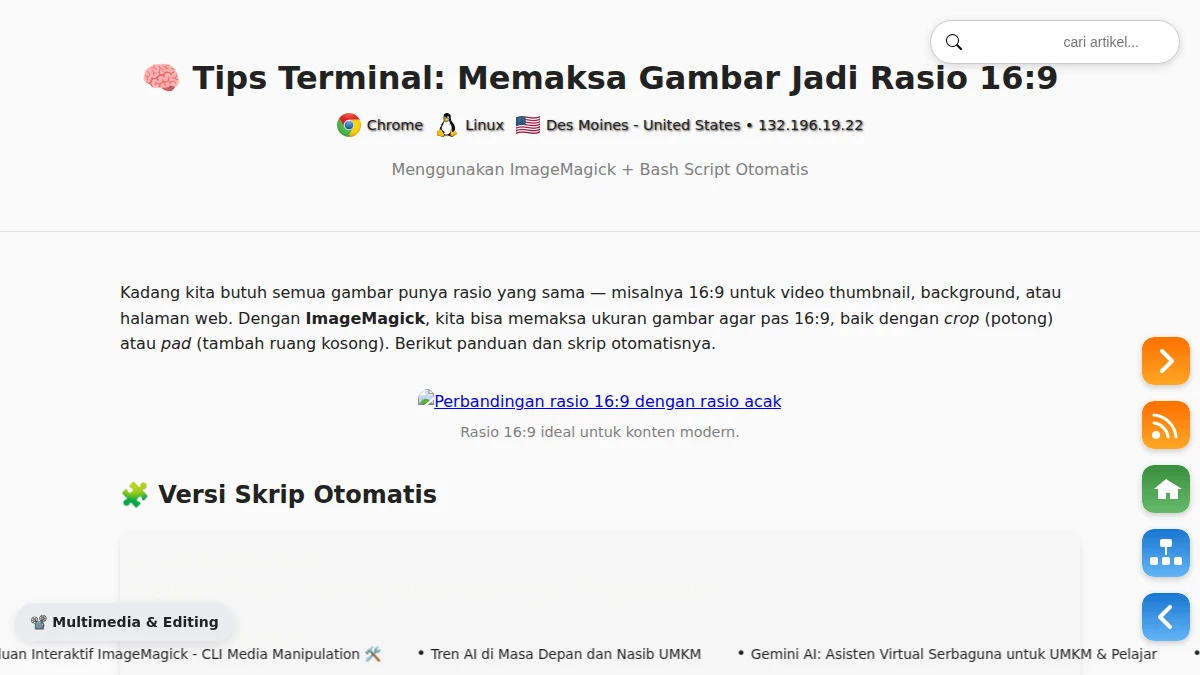 cari artikel...
🧠 Tips Terminal: Memaksa Gambar Jadi Rasio 16:9
Chrome Linux Des Moines - United States • 132.196.19.22
Menggunakan ImageMagick + Bash Script Otomatis
Kadang kita butuh semua gambar punya rasio yang sama — misalnya 16:9 untuk video thumbnail, background, atau
halaman web. Dengan ImageMagick, kita bisa memaksa ukuran gambar agar pas 16:9, baik dengan crop (potong)
atau pad (tambah ruang kosong). Berikut panduan dan skrip otomatisnya.
Perbandingan rasio 16:9 dengan rasio acak
Rasio 16:9 ideal untuk konten modern.
🧩 Versi Skrip Otomatis
📽️ Multimedia & Editing
Interaktif ImageMagick - CLI Media Manipulation 🛠️ • Tren AI di Masa Depan dan Nasib UMKM • Gemini AI: Asisten Virtual Serbaguna untuk UMKM & Pelajar •